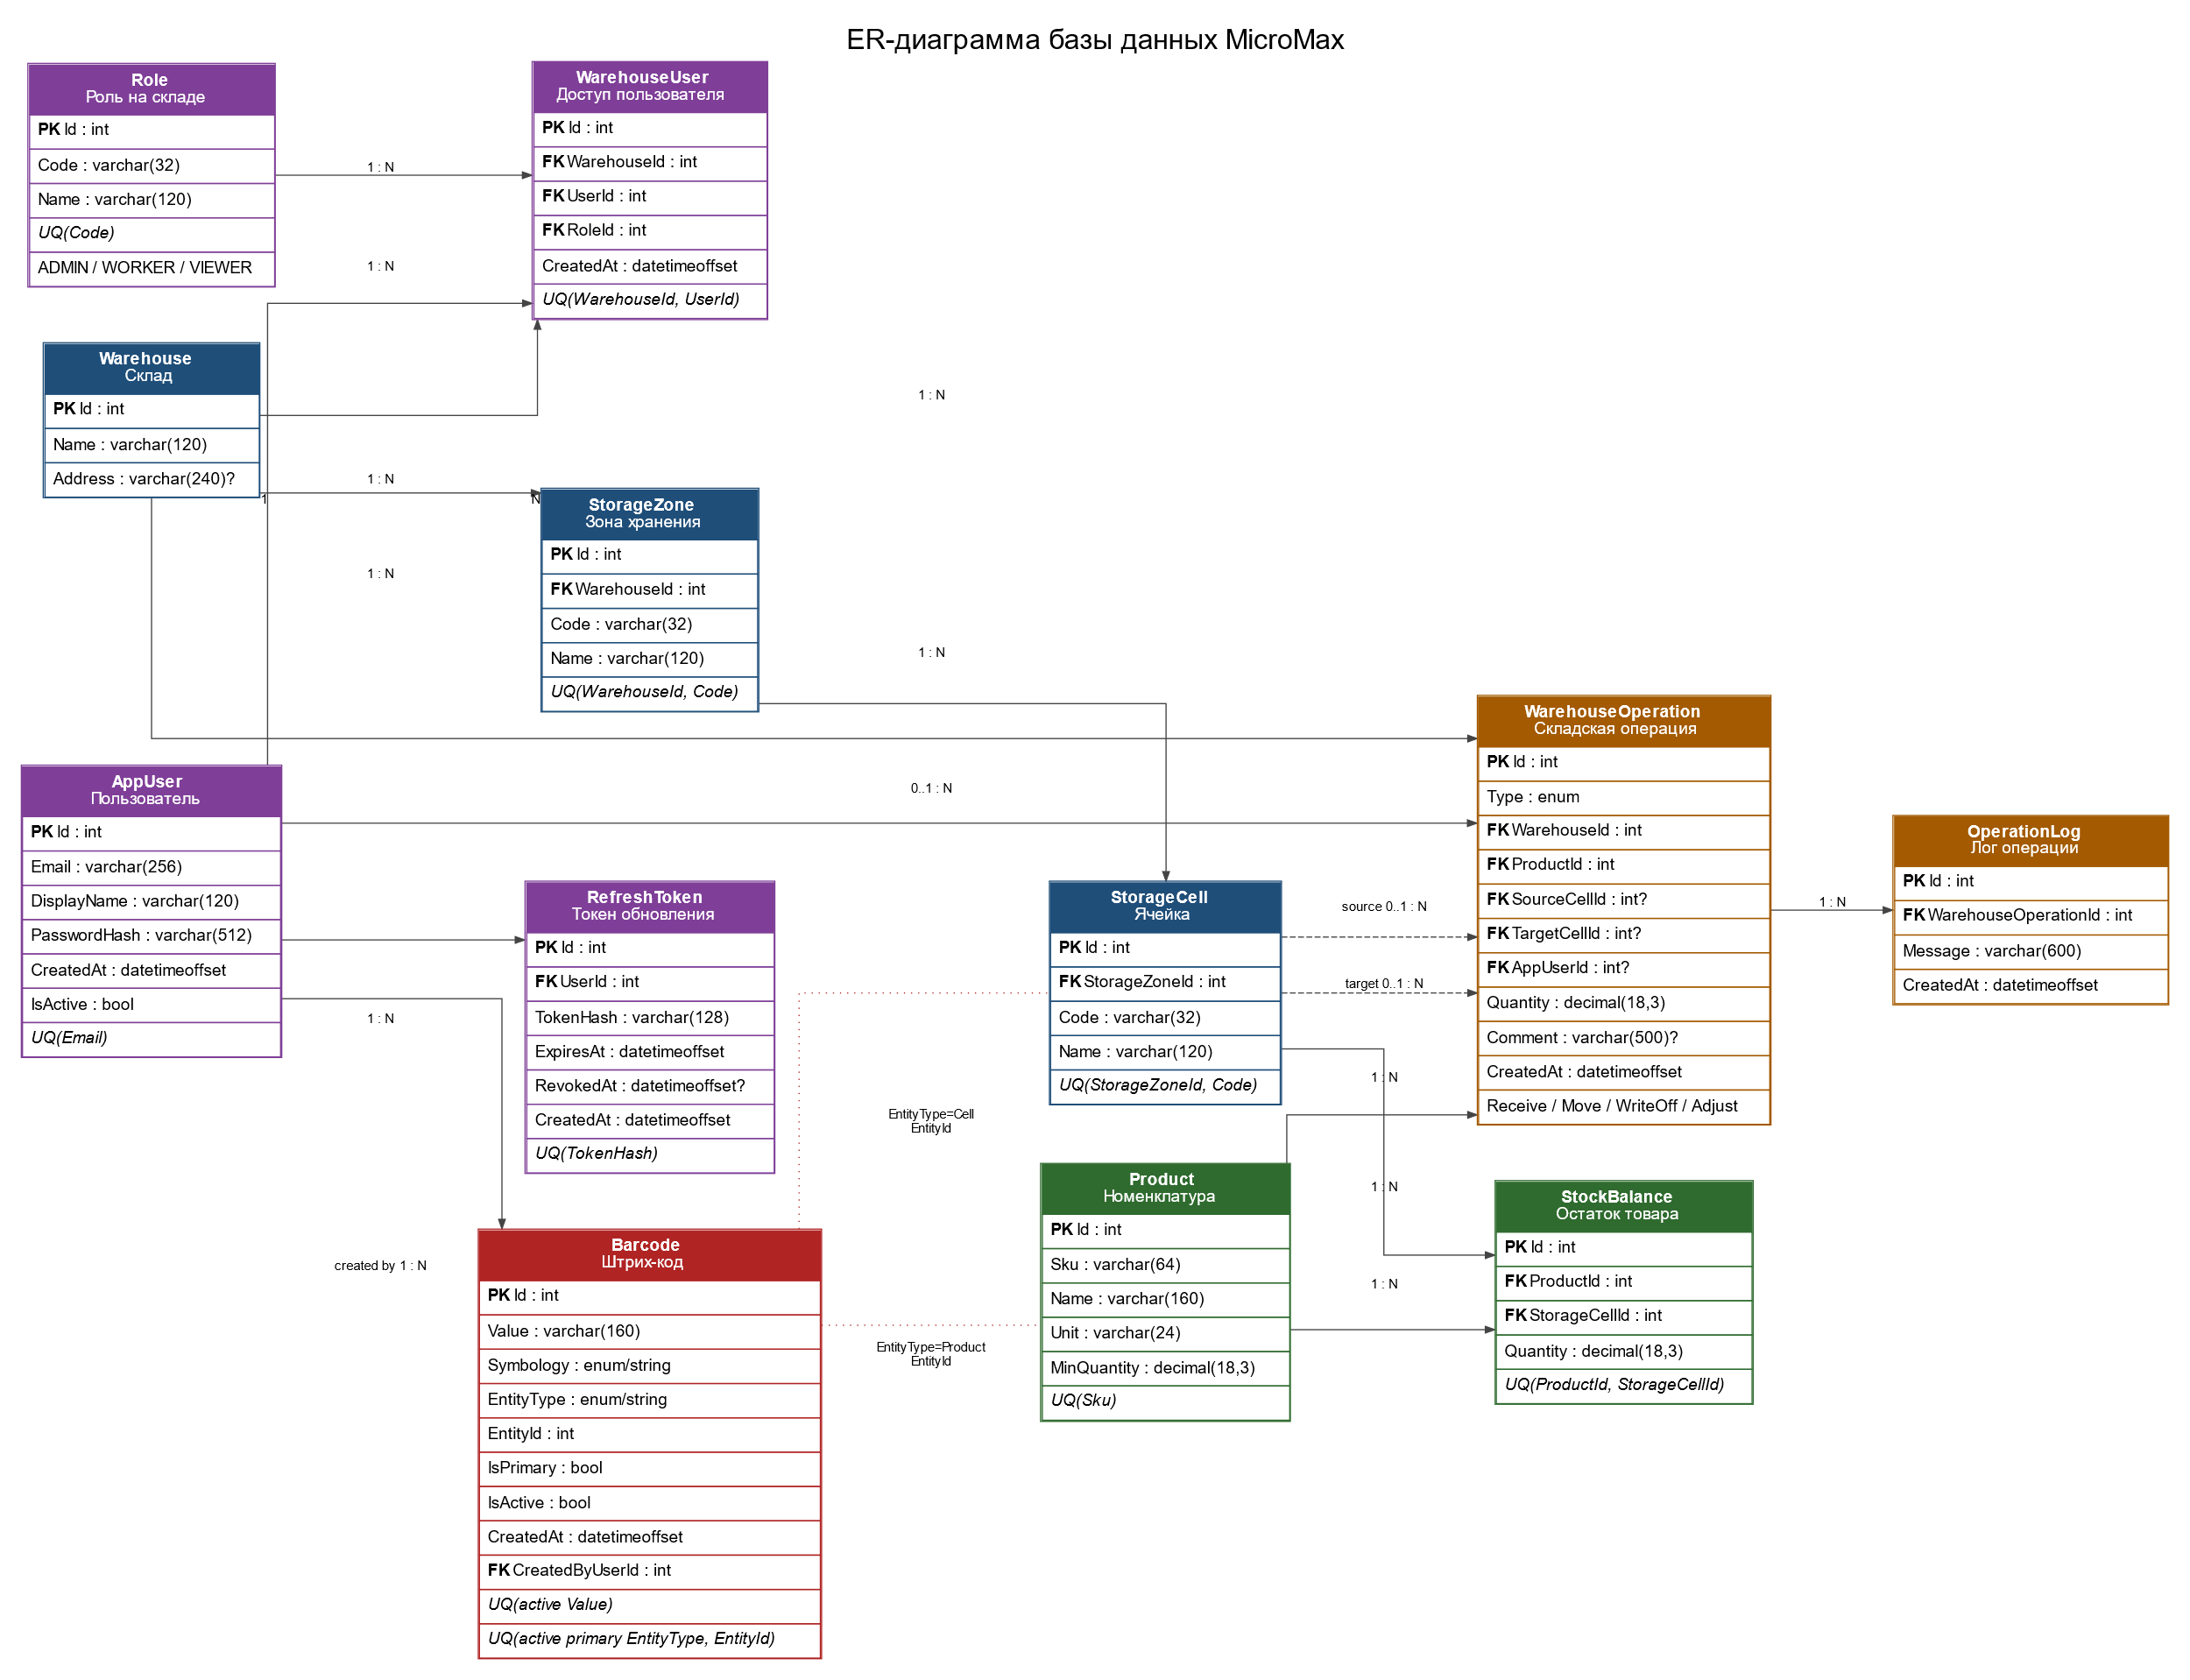 ER-диаграмма базы данных MicroMax
Role
Роль на складе
PK Id : int
Code : varchar(32)
Name : varchar(120)
UQ(Code)
ADMIN / WORKER / VIEWER
1 : N
WarehouseUser
Доступ пользователя
PK Id : int
FK WarehouseId : int
FK UserId : int
FK RoleId : int
CreatedAt : datetimeoffset
UQ(WarehouseId, UserId)
1 : N
Warehouse
Склад
PK Id : int
Name : varchar(120)
Address : varchar(240)?
1 : N
1 : N
1
N
StorageZone
Зона хранения
PK Id : int
FK WarehouseId : int
Code : varchar(32)
Name : varchar(120)
UQ(WarehouseId, Code)
1 : N
1 : N
AppUser
Пользователь
PK Id : int
Email : varchar(256)
DisplayName : varchar(120)
PasswordHash : varchar(512)
CreatedAt : datetimeoffset
IsActive : bool
UQ(Email)
0..1 : N
1 : N
RefreshToken
Токен обновления
PK Id : int
FK UserId : int
TokenHash : varchar(128)
ExpiresAt : datetimeoffset
RevokedAt : datetimeoffset?
CreatedAt : datetimeoffset
UQ(TokenHash)
StorageCell
Ячейка
PK Id : int
FK StorageZoneId : int
Code : varchar(32)
Name : varchar(120)
UQ(StorageZoneId, Code)
source 0..1 : N
target 0..1 : N
1 : N
1 : N
1 : N
WarehouseOperation
Складская операция
PK Id : int
Type : enum
FK WarehouseId : int
FK ProductId : int
FK SourceCellId : int?
FK TargetCellId : int?
FK AppUserId : int?
Quantity : decimal(18,3)
Comment : varchar(500)?
CreatedAt : datetimeoffset
Receive / Move / WriteOff / Adjust
1 : N
OperationLog
Лог операции
PK Id : int
FK WarehouseOperationId : int
Message : varchar(600)
CreatedAt : datetimeoffset
EntityType=Cell
EntityId
created by 1 : N
Barcode
Штрих-код
PK Id : int
Value : varchar(160)
Symbology : enum/string
EntityType : enum/string
EntityId : int
IsPrimary : bool
IsActive : bool
CreatedAt : datetimeoffset
FK CreatedByUserId : int
UQ(active Value)
UQ(active primary EntityType, EntityId)
EntityType=Product
EntityId
Product
Номенклатура
PK Id : int
Sku : varchar(64)
Name : varchar(160)
Unit : varchar(24)
MinQuantity : decimal(18,3)
UQ(Sku)
StockBalance
Остаток товара
PK Id : int
FK ProductId : int
FK StorageCellId : int
Quantity : decimal(18,3)
UQ(ProductId, StorageCellId)